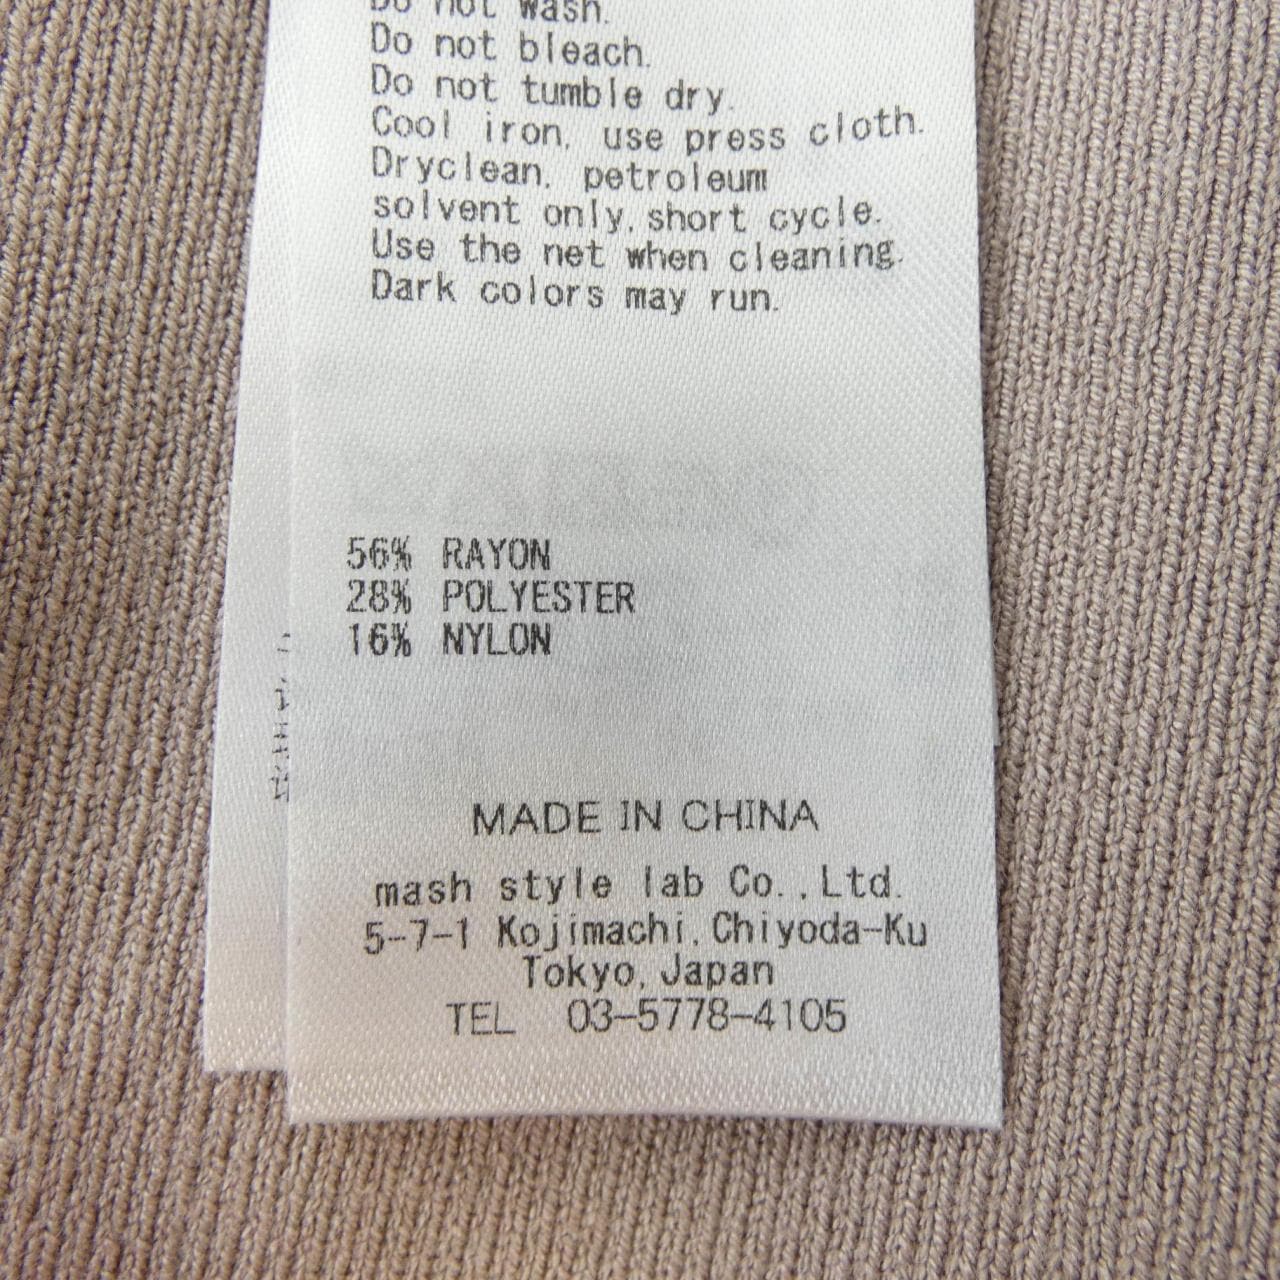 Do not wash.
Do not bleach.
Do not tumble dry.
Cool iron, use press cloth.
Dryclean, petroleum
solvent only, short cycle.
Use the net when cleaning.
Dark colors may run.
56% RAYON
28% POLYESTER
16% NYLON
MADE IN CHINA
mash style lab Co.,Ltd.
5-7-1 Kojimachi, Chiyoda-Ku
Tokyo, Japan
TEL 03-5778-4105